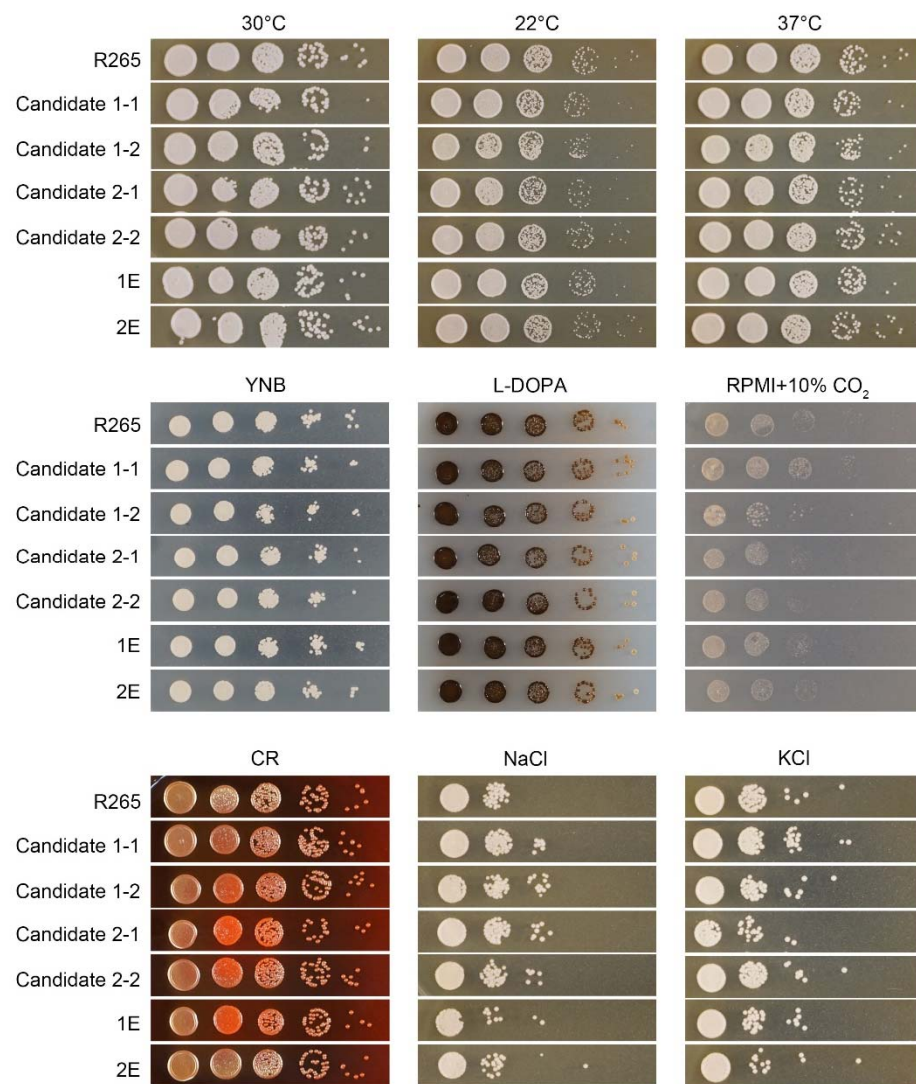 30°C 22°C 37°C
R265
Candidate 1-1
Candidate 1-2
Candidate 2-1
Candidate 2-2
1E
2E
YNB L-DOPA RPMI+10% CO₂
R265
Candidate 1-1
Candidate 1-2
Candidate 2-1
Candidate 2-2
1E
2E
CR NaCl KCl
R265
Candidate 1-1
Candidate 1-2
Candidate 2-1
Candidate 2-2
1E
2E